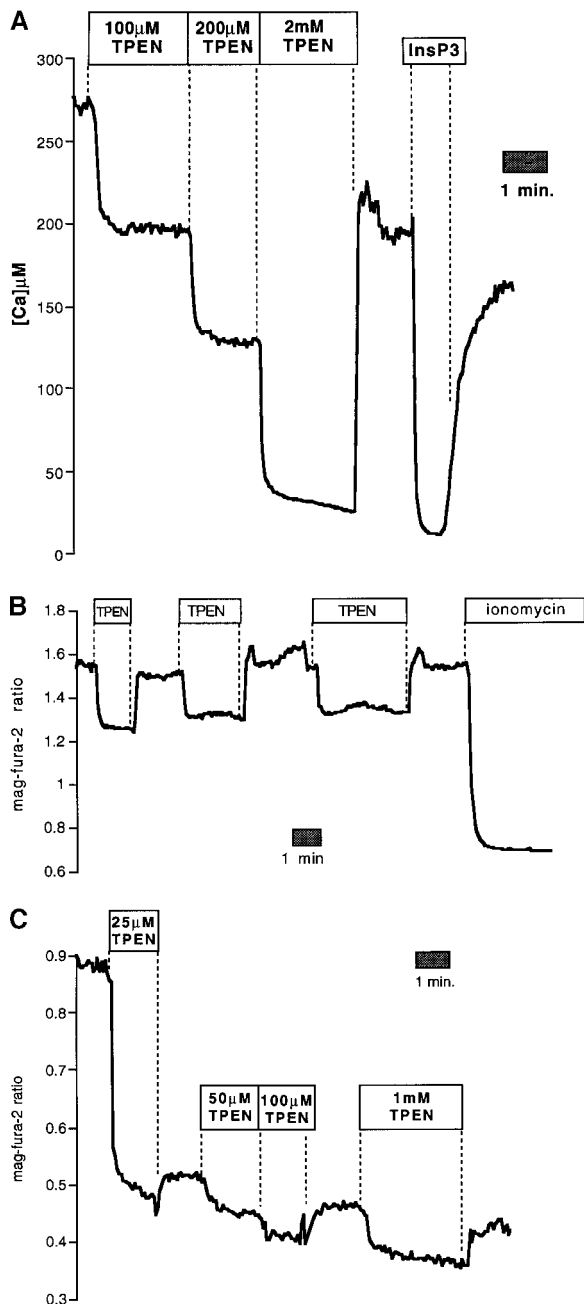 A
100μM
TPEN
200μM
TPEN
2mM
TPEN
InsP3
300
250
200
150
100
50
0
[Ca]μM
1 min.
B
TPEN
TPEN
TPEN
ionomycin
1.8
1.6
1.4
1.2
1
0.8
0.6
mag-fura-2 ratio
1 min
C
25μM
TPEN
50μM
TPEN
100μM
TPEN
1mM
TPEN
0.9
0.8
0.7
0.6
0.5
0.4
0.3
mag-fura-2 ratio
1 min.